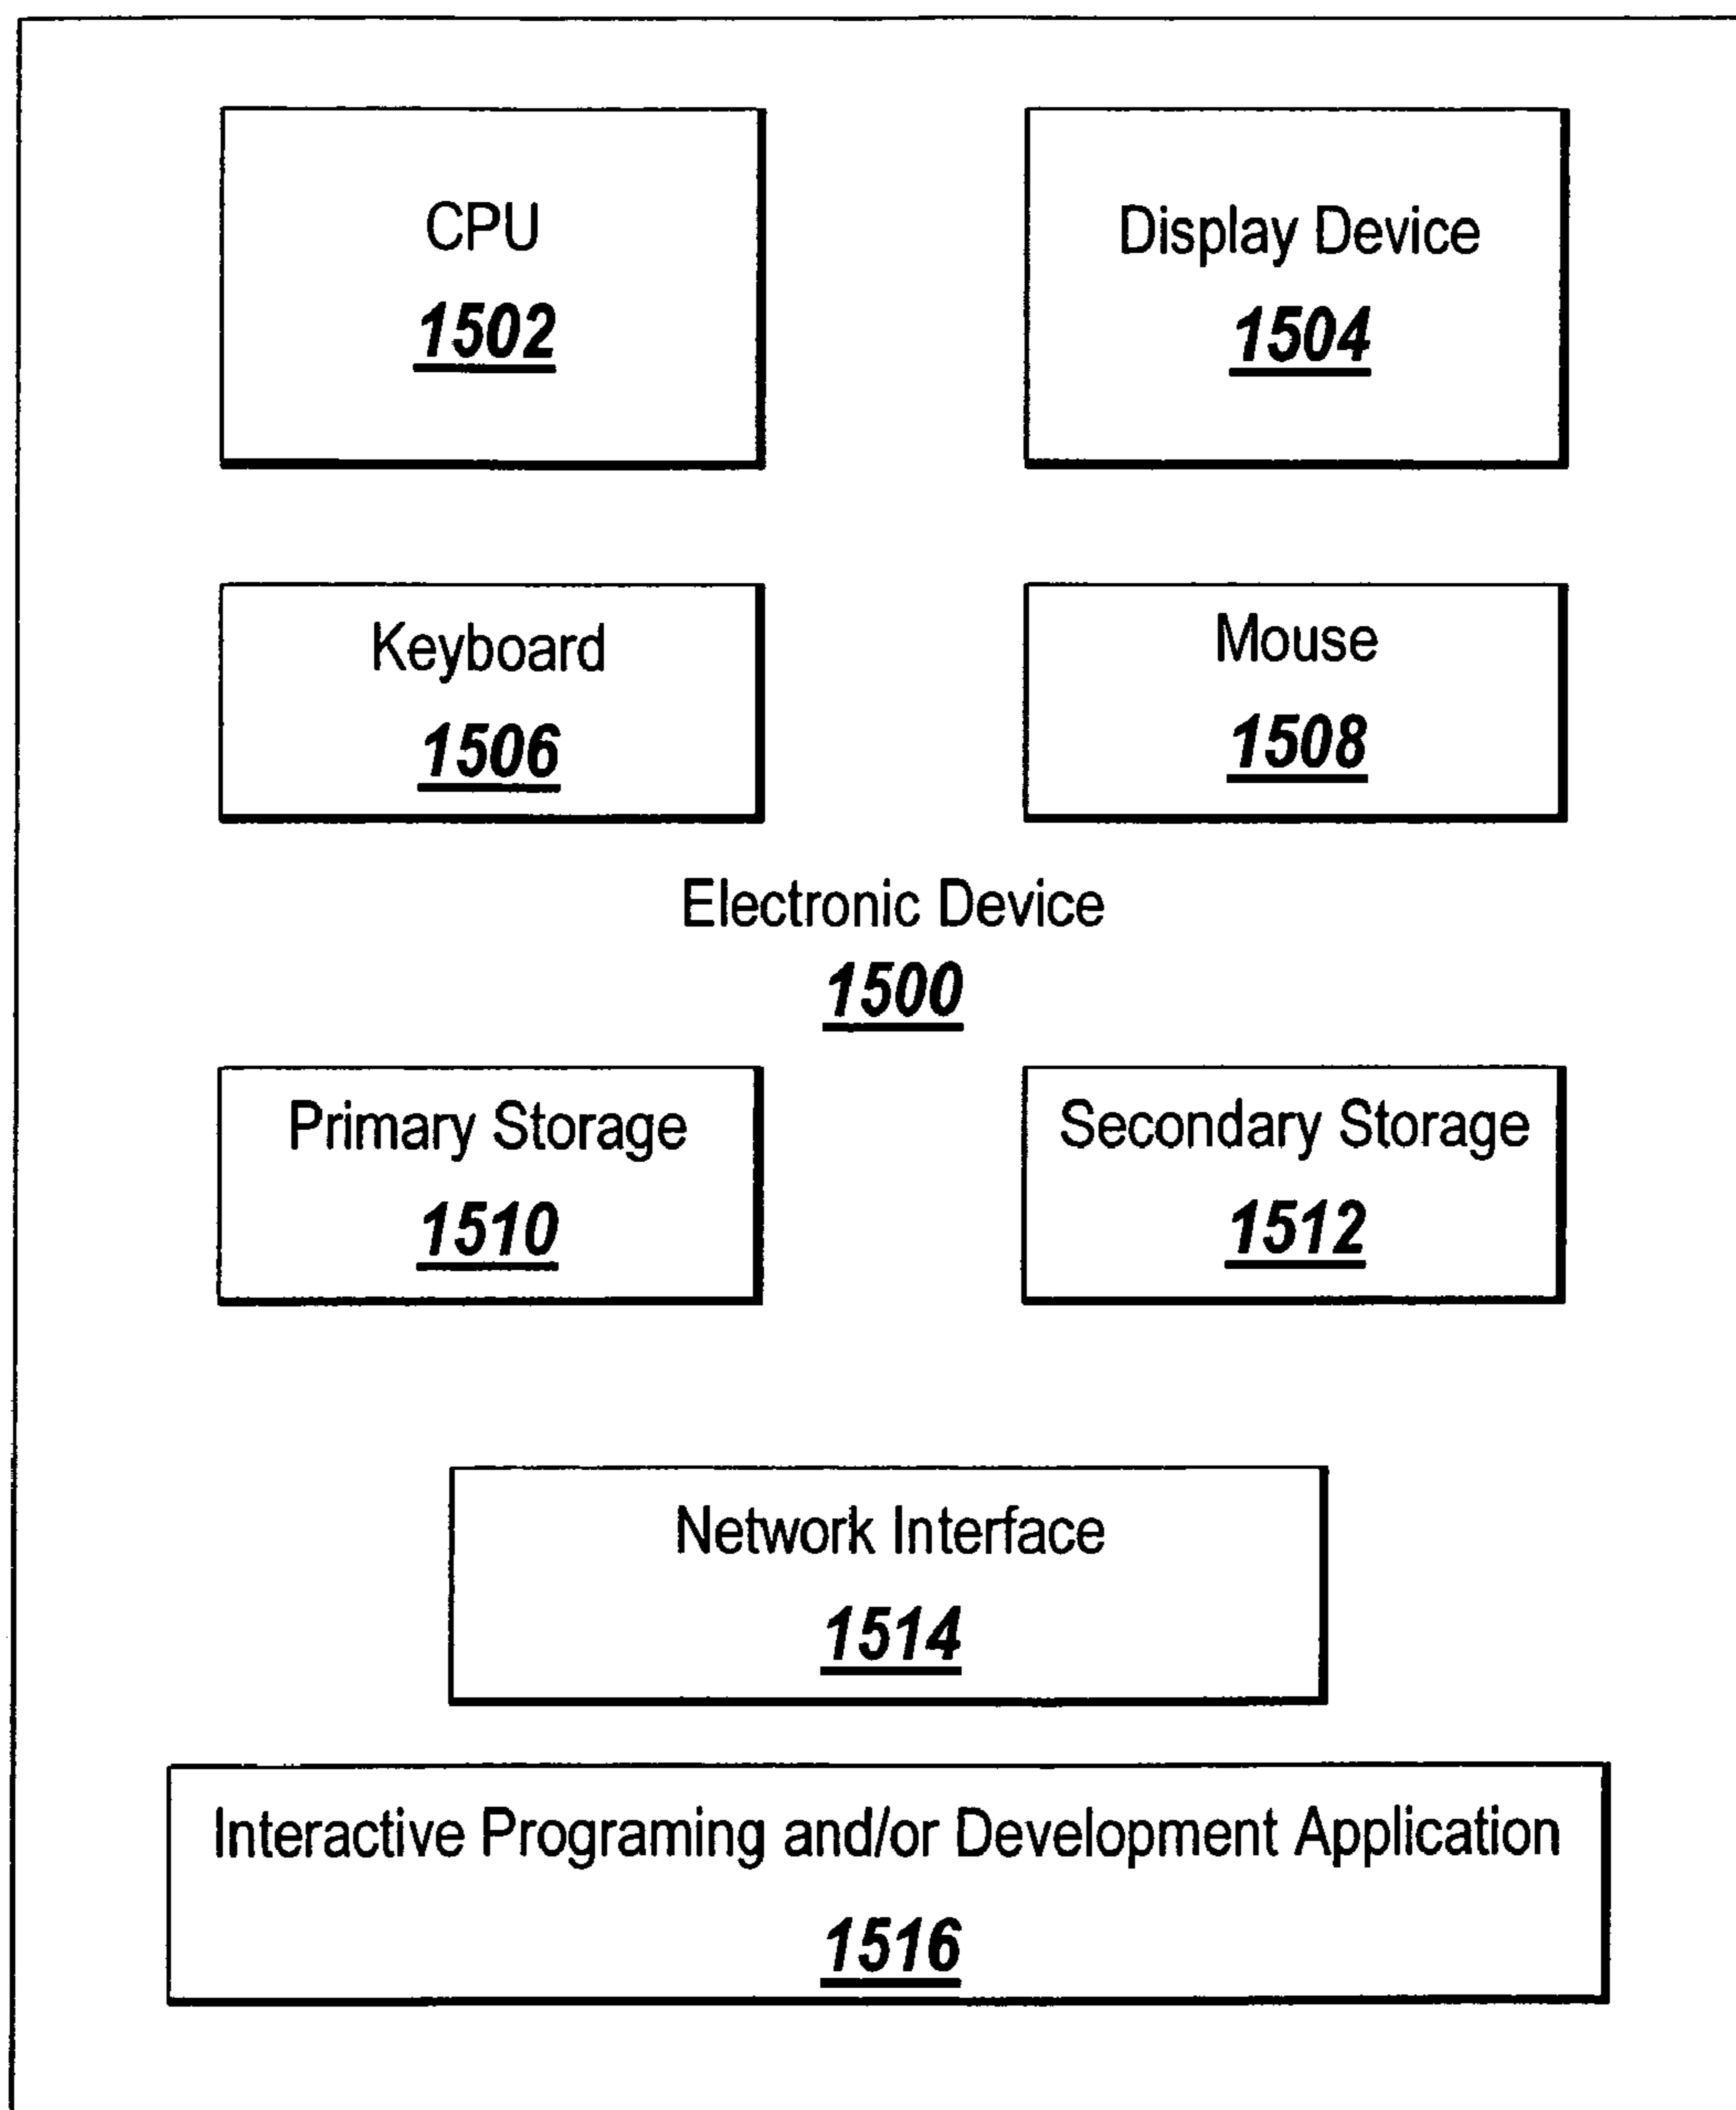 CPU
1502
Display Device
1504
Keyboard
1506
Mouse
1508
Electronic Device
1500
Primary Storage
1510
Secondary Storage
1512
Network Interface
1514
Interactive Programing and/or Development Application
1516